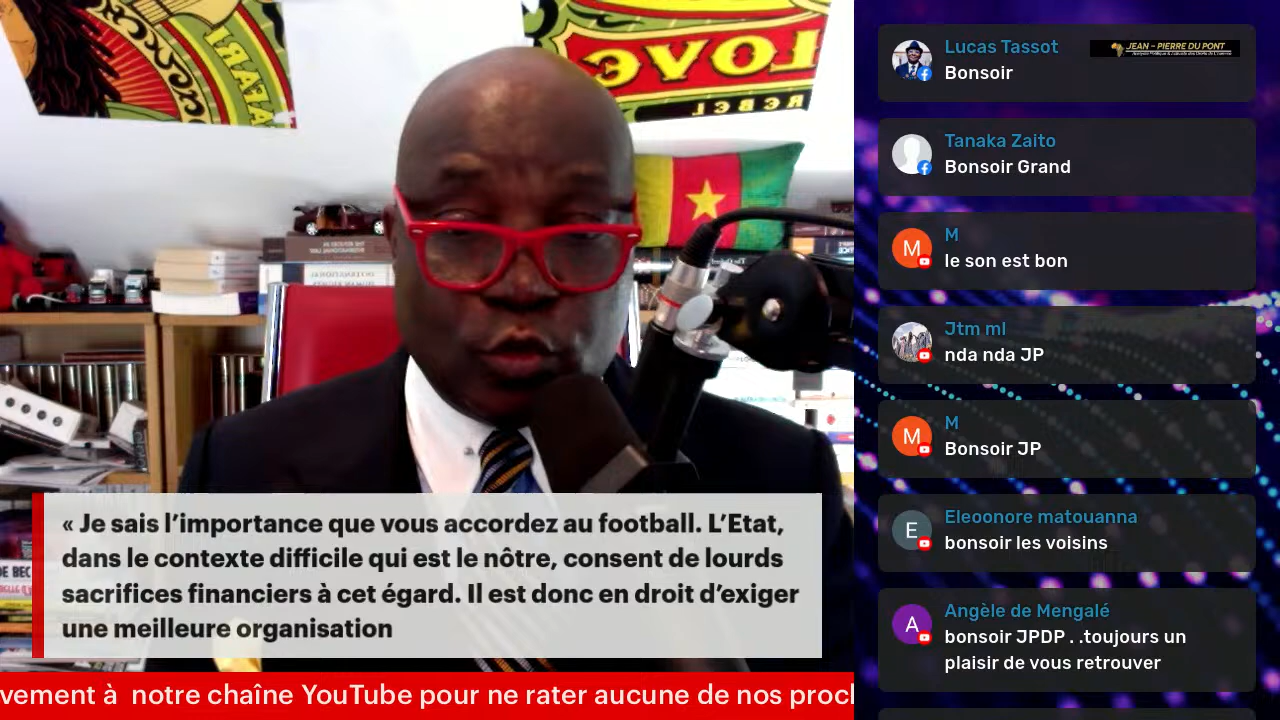 LOVE
REBEL
« Je sais l’importance que vous accordez au football. L’Etat,
dans le contexte difficile qui est le nôtre, consent de lourds
sacrifices financiers à cet égard. Il est donc en droit d’exiger
une meilleure organisation
vement à notre chaîne YouTube pour ne rater aucune de nos procl
Lucas Tassot
JEAN - PIERRE DU PONT
Bonsoir
Tanaka Zaito
Bonsoir Grand
M
M
le son est bon
Jtm ml
nda nda JP
M
M
Bonsoir JP
Eleoonore matouanna
E
bonsoir les voisins
Angèle de Mengalé
A
bonsoir JPDP . .toujours un
plaisir de vous retrouver